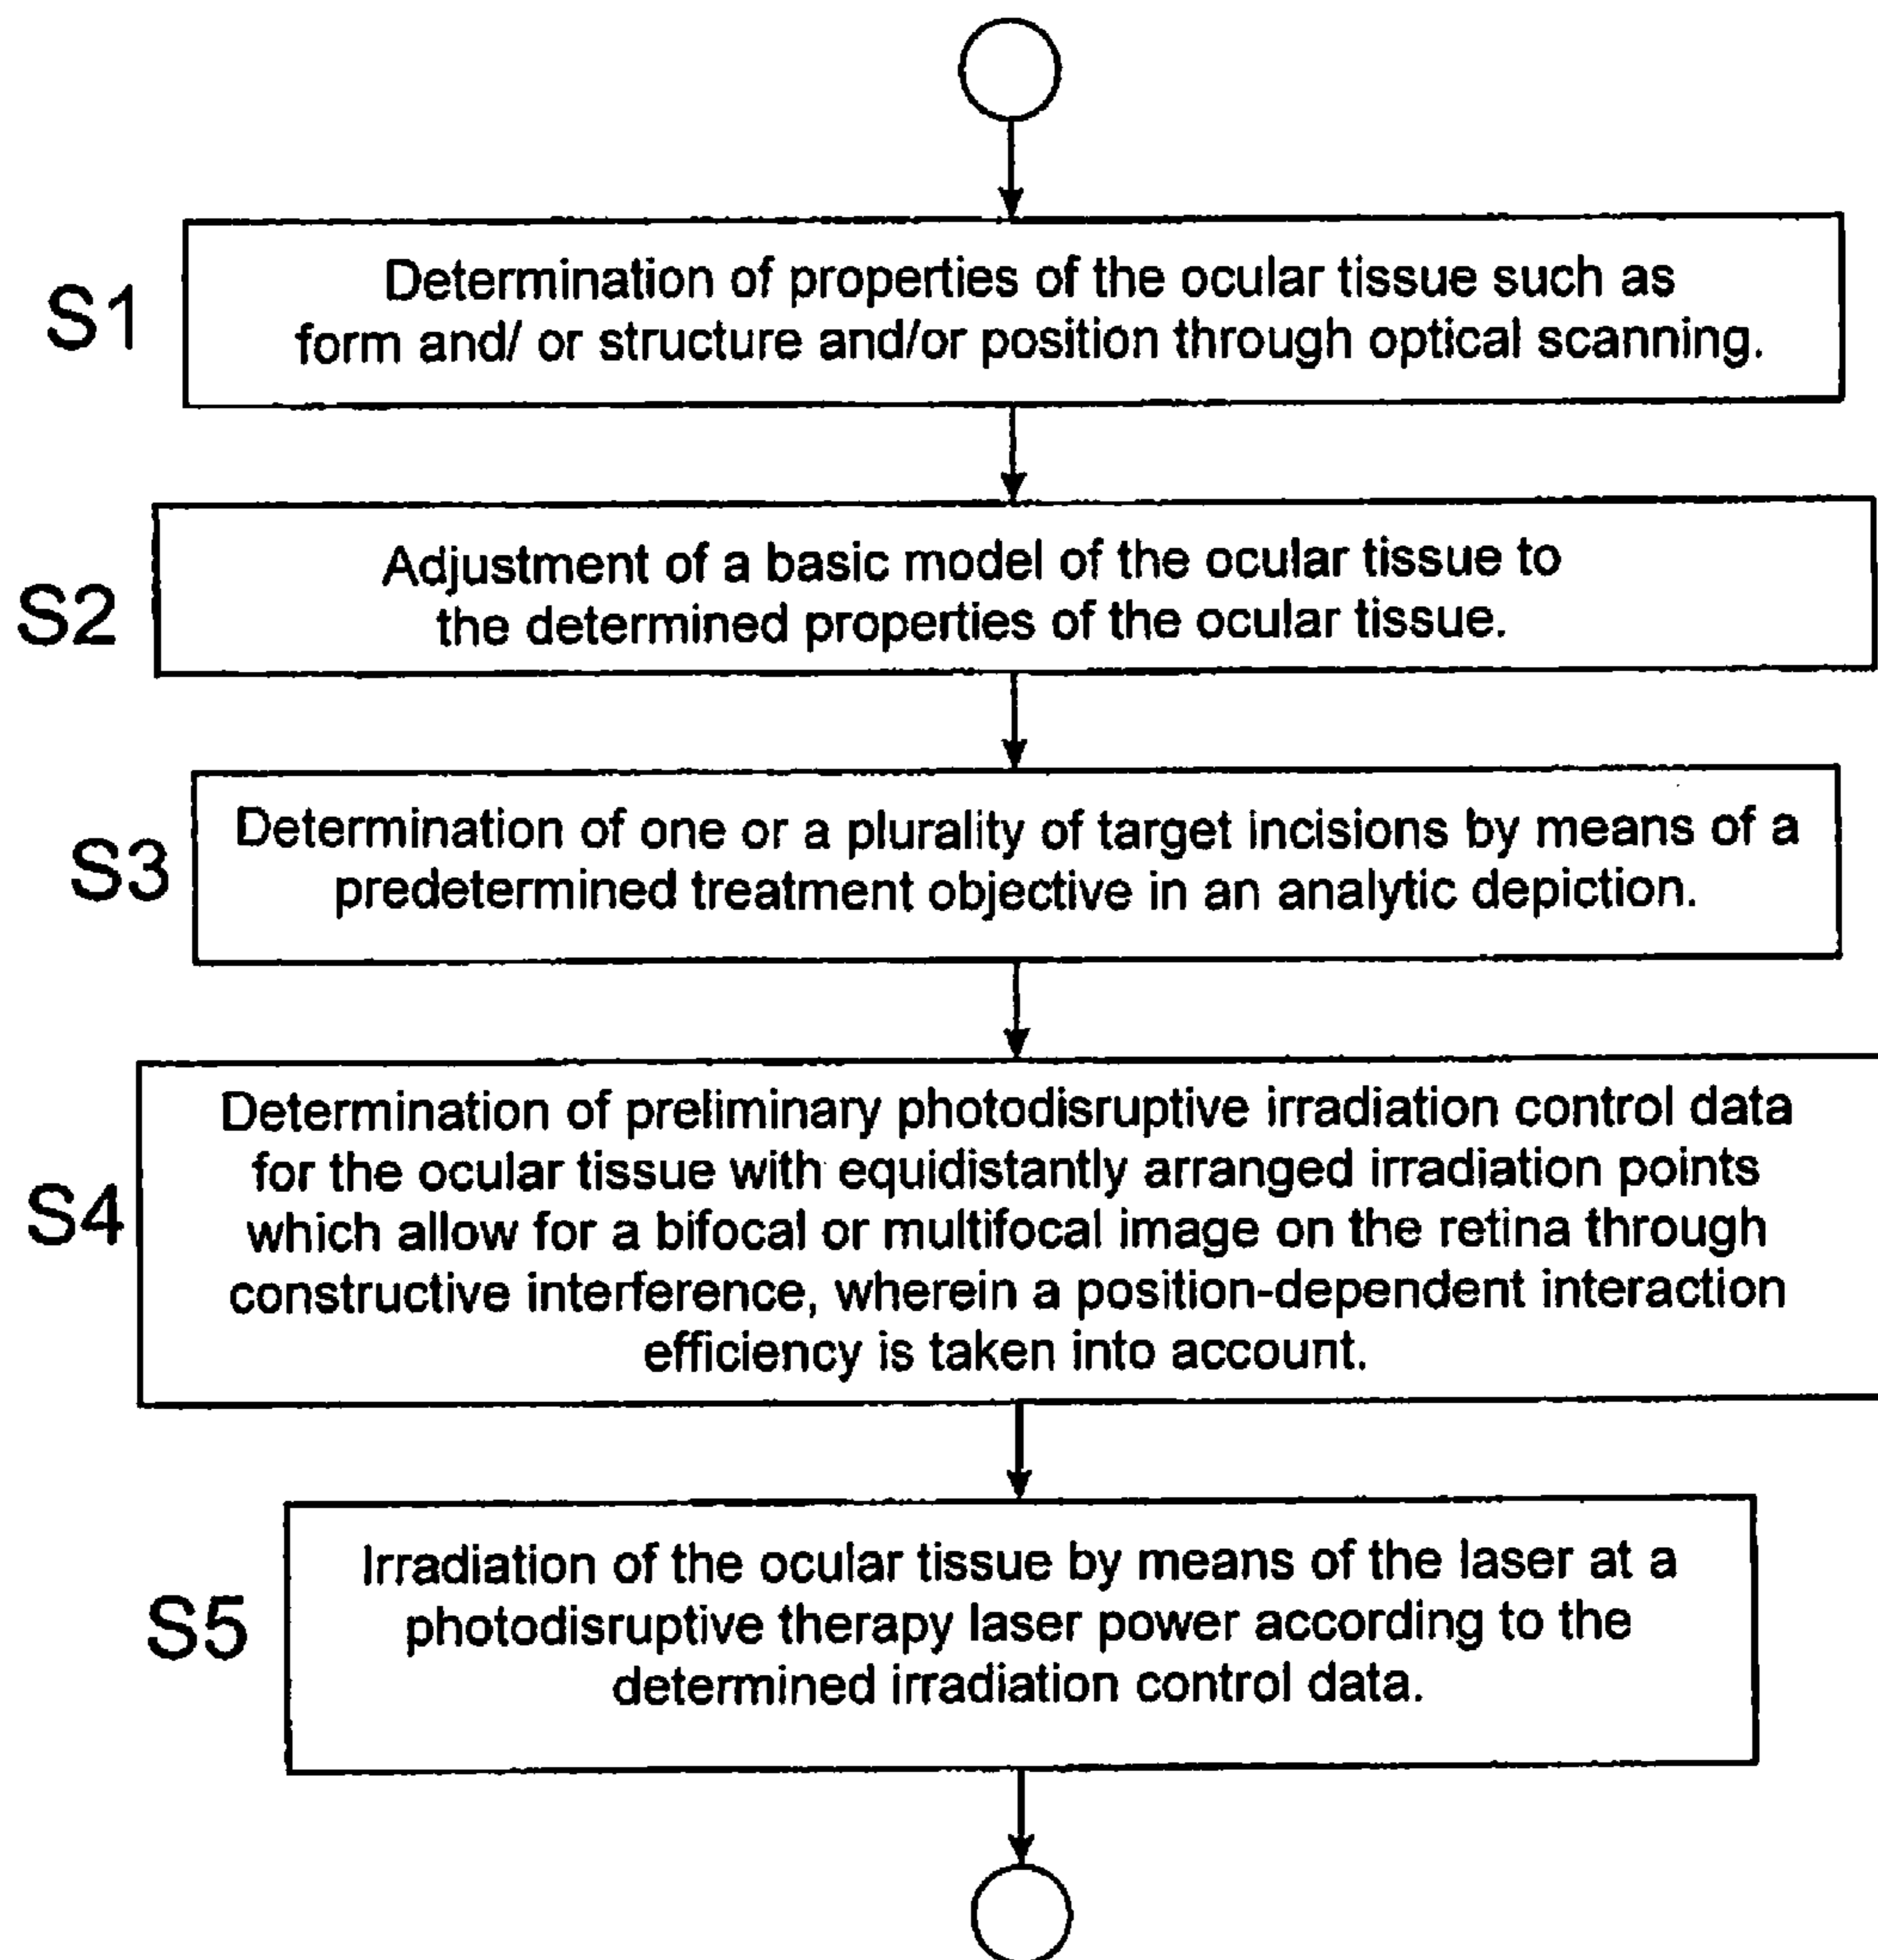 S1
Determination of properties of the ocular tissue such as
form and/ or structure and/or position through optical scanning.
S2
Adjustment of a basic model of the ocular tissue to
the determined properties of the ocular tissue.
S3
Determination of one or a plurality of target incisions by means of a
predetermined treatment objective in an analytic depiction.
S4
Determination of preliminary photodisruptive irradiation control data
for the ocular tissue with equidistantly arranged irradiation points
which allow for a bifocal or multifocal image on the retina through
constructive interference, wherein a position-dependent interaction
efficiency is taken into account.
S5
Irradiation of the ocular tissue by means of the laser at a
photodisruptive therapy laser power according to the
determined irradiation control data.